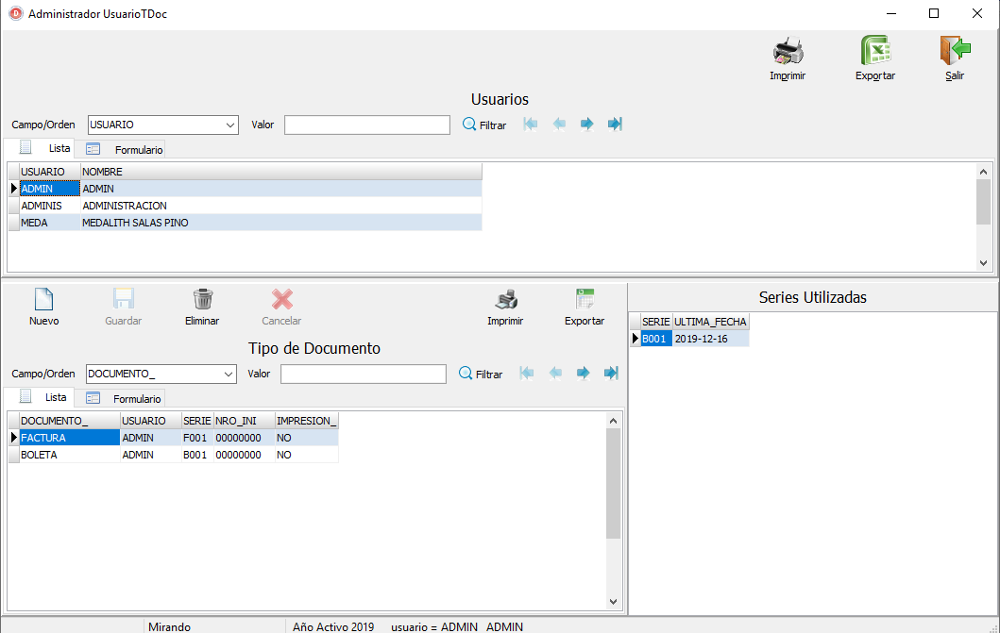 Administrador UsuarioTDoc
Imprimir Exportar Salir
Usuarios
Campo/Orden USUARIO Valor Filtrar
Lista Formulario
USUARIO NOMBRE
ADMIN ADMIN
ADMINIS ADMINISTRACION
MEDA MEDALITH SALAS PINO
Nuevo Guardar Eliminar Cancelar Imprimir Exportar
Tipo de Documento
Campo/Orden DOCUMENTO_ Valor Filtrar
Lista Formulario
DOCUMENTO_ USUARIO SERIE NRO_INI IMPRESION_
FACTURA ADMIN F001 00000000 NO
BOLETA ADMIN B001 00000000 NO
Series Utilizadas
SERIE ULTIMA_FECHA
B001 2019-12-16
Mirando Año Activo 2019 usuario = ADMIN ADMIN